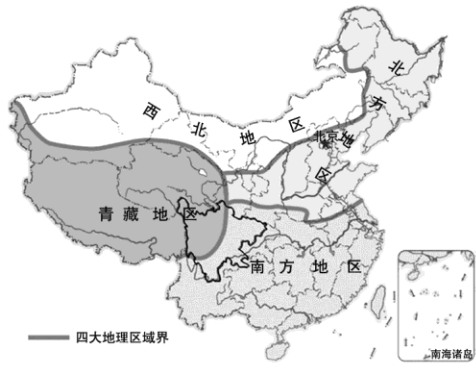 北方地区
西北地区
北京
青藏地区
南方地区
四大地理区域界
南海诸岛